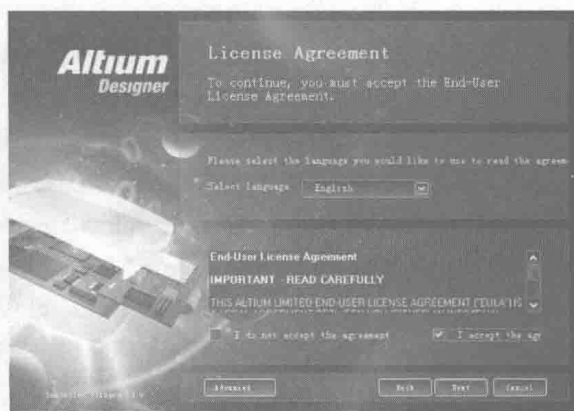 Altium
Designer
License Agreement
To continue, you must accept the End-User
License Agreement.
Please select the language you would like to use to read the agreem
Select language English
End-User License Agreement
IMPORTANT - READ CAREFULLY
THIS ALTIUM LIMITED END-USER LICENSE AGREEMENT ("EULA") IS
I do not accept the agreement
I accept the agr
Advanced
Back Next Cancel